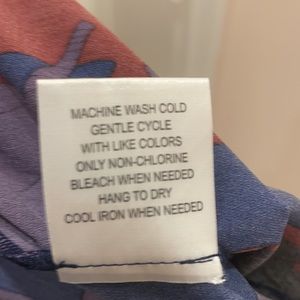 MACHINE WASH COLD
GENTLE CYCLE
WITH LIKE COLORS
ONLY NON-CHLORINE
BLEACH WHEN NEEDED
HANG TO DRY
COOL IRON WHEN NEEDED